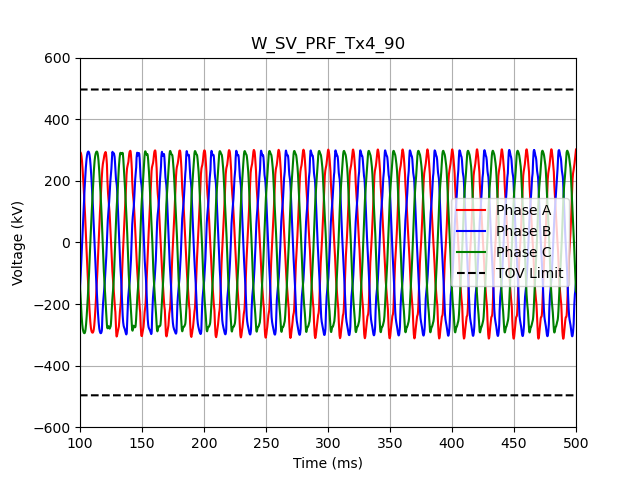 W_SV_PRF_Tx4_90
600
400
200
0
−200
−400
−600
Voltage (kV)
Phase A
Phase B
Phase C
TOV Limit
100 150 200 250 300 350 400 450 500
Time (ms)